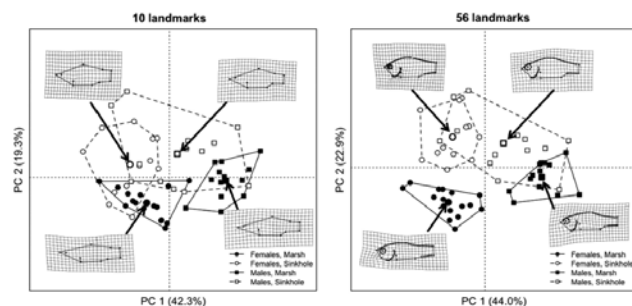 10 landmarks
PC 2 (19.3%)
Females, Marsh
Females, Sinkhole
Males, Marsh
Males, Sinkhole
PC 1 (42.3%)
56 landmarks
PC 2 (22.9%)
Females, Marsh
Females, Sinkhole
Males, Marsh
Males, Sinkhole
PC 1 (44.0%)